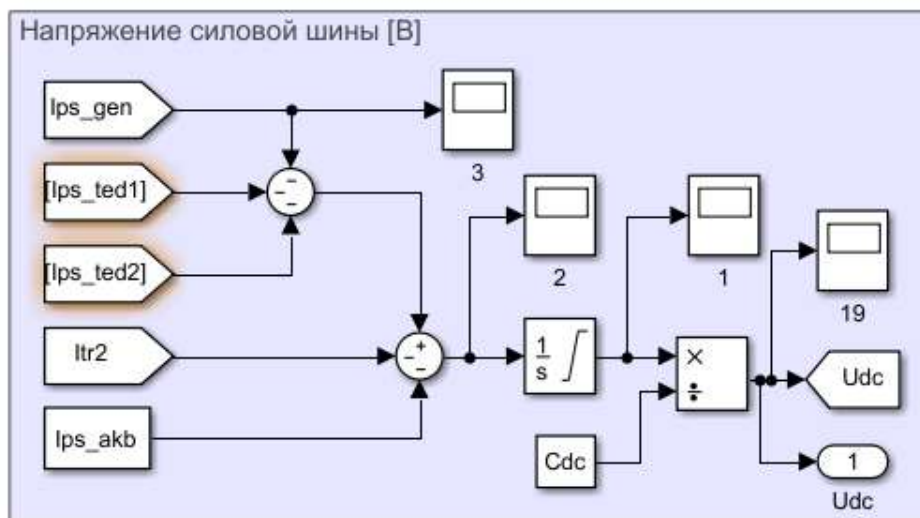 Напряжение силовой шины [В]
Ips_gen
3
[Ips_ted1]
[Ips_ted2]
2
1
19
Itr2
1
s
×
÷
Udc
Ips_akb
Cdc
1
Udc